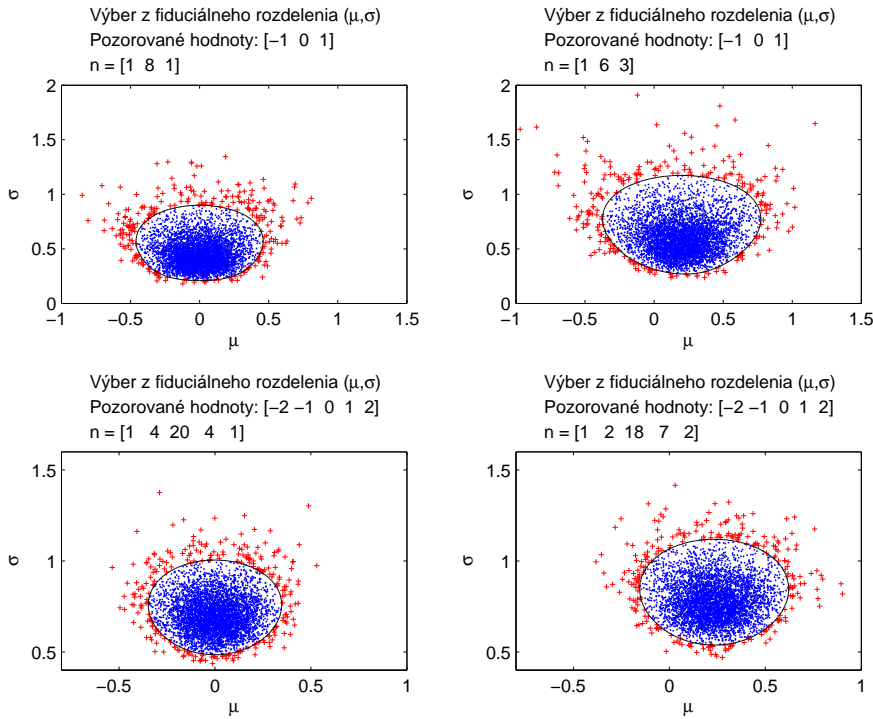 Výber z fiduciálneho rozdelenia (μ,σ)
Pozorované hodnoty: [−1 0 1]
n = [1 8 1]
2
1.5
1
0.5
0
σ
−1 −0.5 0 0.5 1 1.5
μ
Výber z fiduciálneho rozdelenia (μ,σ)
Pozorované hodnoty: [−1 0 1]
n = [1 6 3]
2
1.5
1
0.5
0
σ
−1 −0.5 0 0.5 1 1.5
μ
Výber z fiduciálneho rozdelenia (μ,σ)
Pozorované hodnoty: [−2 −1 0 1 2]
n = [1 4 20 4 1]
1.5
1
0.5
σ
−0.5 0 0.5 1
μ
Výber z fiduciálneho rozdelenia (μ,σ)
Pozorované hodnoty: [−2 −1 0 1 2]
n = [1 2 18 7 2]
1.5
1
0.5
σ
−0.5 0 0.5 1
μ